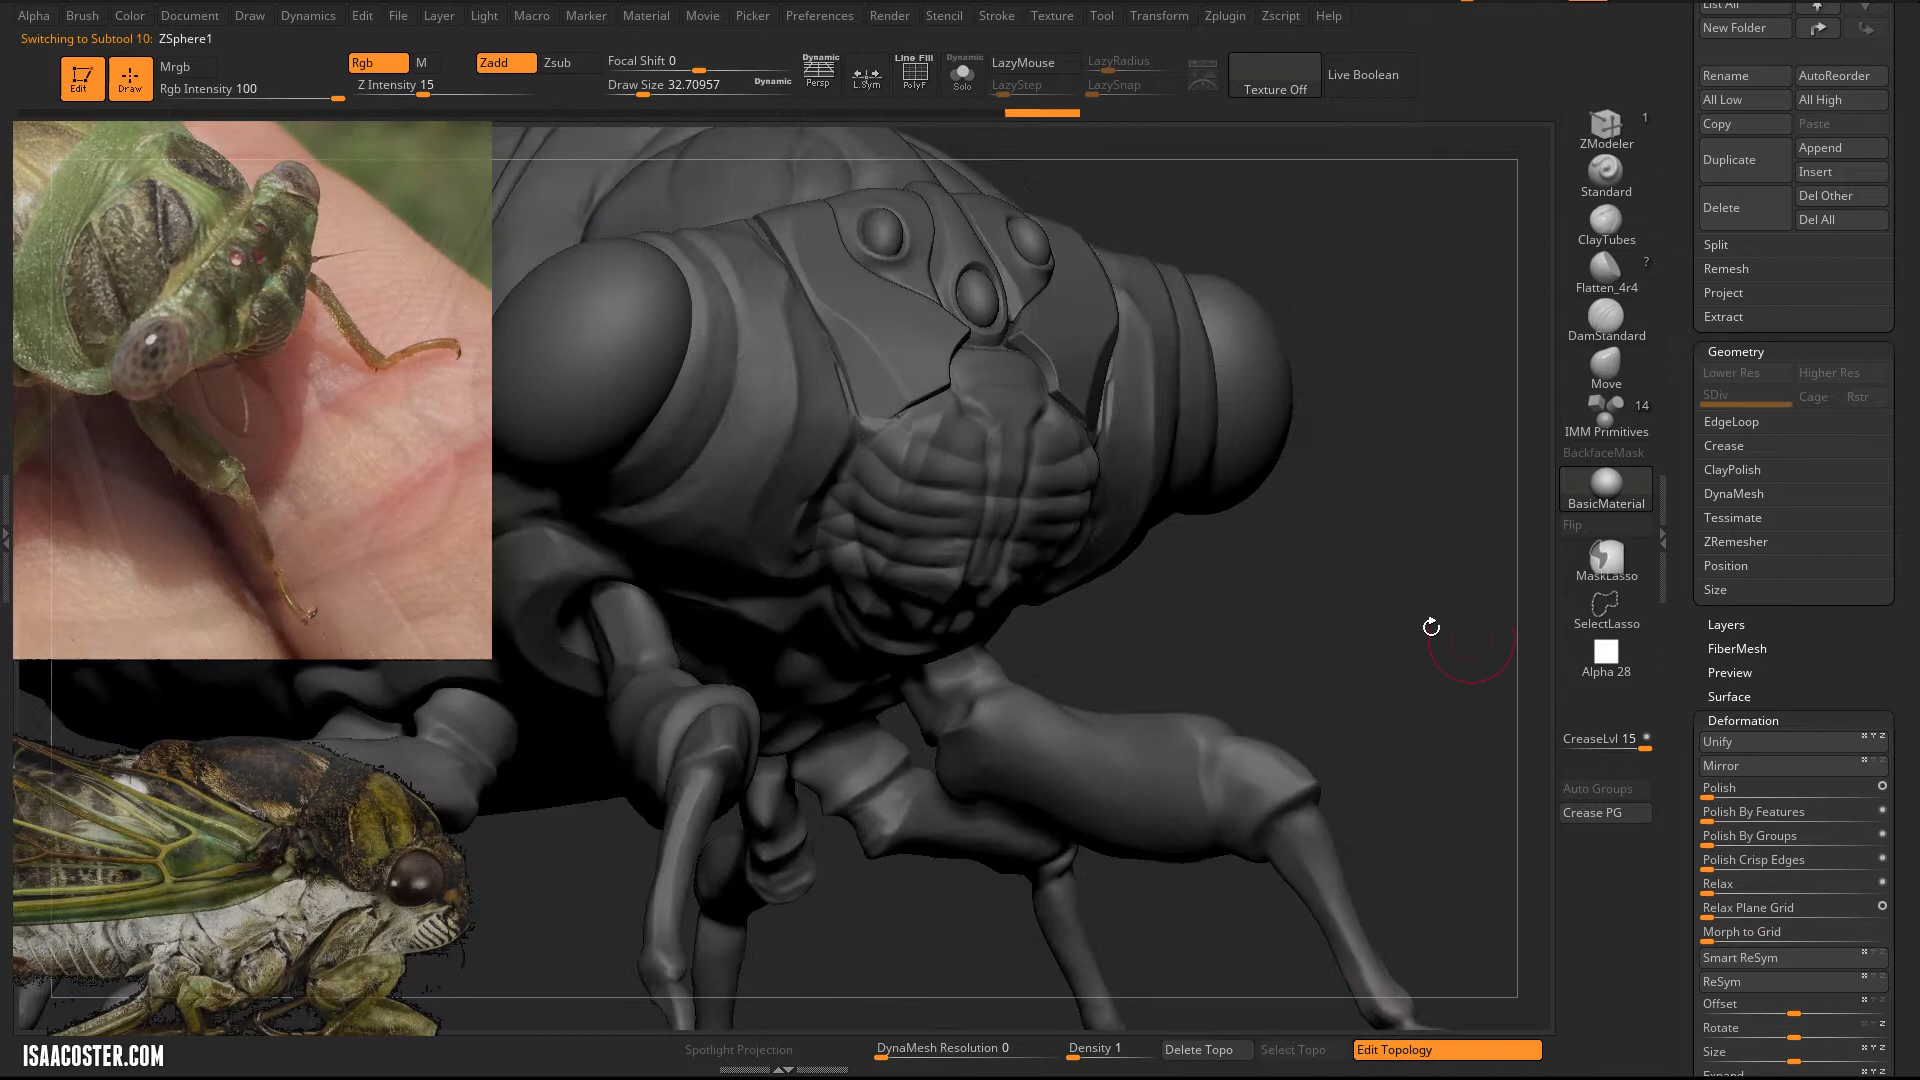 Alpha Brush Color Document Draw Dynamics Edit File Layer Light Macro Marker Material Movie Picker Preferences Render Stencil Stroke Texture Tool Transform Zplugin Zscript Help
Switching to Subtool 10: ZSphere1
Edit
Draw
Mrgb
Rgb Intensity 100
Rgb
M
Z Intensity 15
Zadd
Zsub
Focal Shift 0
Draw Size 32.70957
Dynamic
Dynamic
Persp
L.Sym
Line Fill
PolyF
Dynamic
Solo
LazyMouse
LazyStep
LazyRadius
LazySnap
Texture Off
Live Boolean
1
ZModeler
Standard
ClayTubes
?
Flatten_4r4
DamStandard
Move
14
IMM Primitives
BackfaceMask
BasicMaterial
Flip
MaskLasso
SelectLasso
Alpha 28
CreaseLvl 15
Auto Groups
Crease PG
List All
New Folder
Rename AutoReorder
All Low All High
Copy Paste
Duplicate
Append
Insert
Delete
Del Other
Del All
Split
Remesh
Project
Extract
Geometry
Lower Res Higher Res
SDiv Cage Rstr
EdgeLoop
Crease
ClayPolish
DynaMesh
Tessimate
ZRemesher
Position
Size
Layers
FiberMesh
Preview
Surface
Deformation
Unify X Y Z
Mirror X Y Z
Polish
Polish By Features
Polish By Groups
Polish Crisp Edges
Relax
Relax Plane Grid
Morph to Grid
Smart ReSym X Y Z
ReSym X Y Z
Offset X Y Z
Rotate X Y Z
Size X Y Z
Expand
ISAACOSTER.COM
Spotlight Projection
DynaMesh Resolution 0
Density 1
Delete Topo
Select Topo
Edit Topology